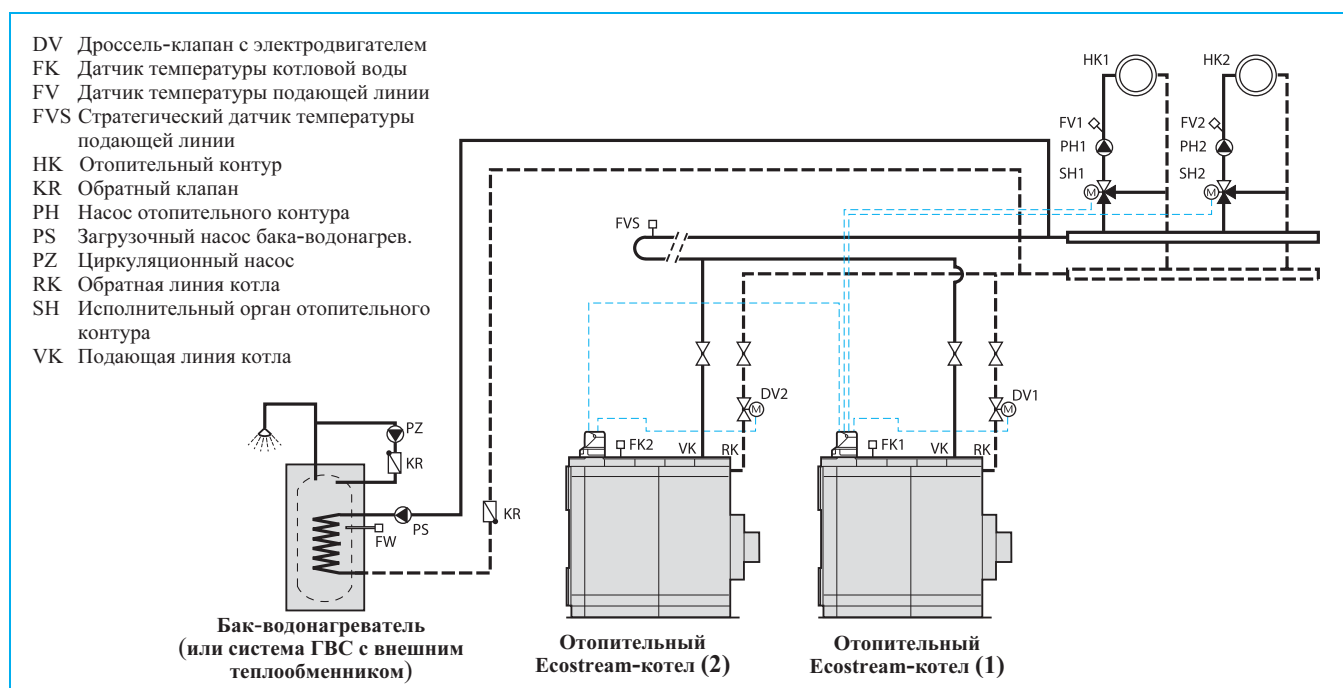 DV Дроссель-клапан с электродвигателем
FK Датчик температуры котловой воды
FV Датчик температуры подающей линии
FVS Стратегический датчик температуры
подающей линии
HK Отопительный контур
KR Обратный клапан
PH Насос отопительного контура
PS Загрузочный насос бака-водонагрев.
PZ Циркуляционный насос
RK Обратная линия котла
SH Исполнительный орган отопительного
контура
VK Подающая линия котла
HK1
HK2
FV1
FV2
PH1
PH2
SH1
M
SH2
M
FVS
DV2
M
DV1
M
PZ
KR
FK2
VK
RK
FK1
VK
RK
PS
FW
KR
Бак-водонагреватель
(или система ГВС с внешним
теплообменником)
Отопительный
Ecostream-котел (2)
Отопительный
Ecostream-котел (1)